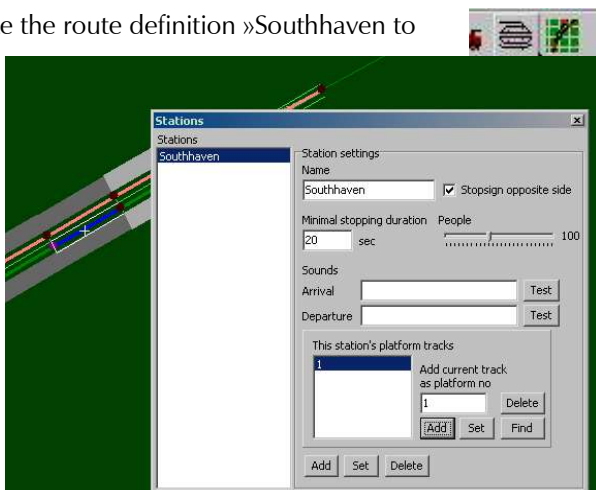 e the route definition »Southhaven to
Stations
Stations
Southhaven
Station settings
Name
Southhaven
Stopsign opposite side
Minimal stopping duration People
20 sec 100
Sounds
Arrival Test
Departure Test
This station's platform tracks
1
Add current track
as platform no
1 Delete
Add Set Find
Add Set Delete